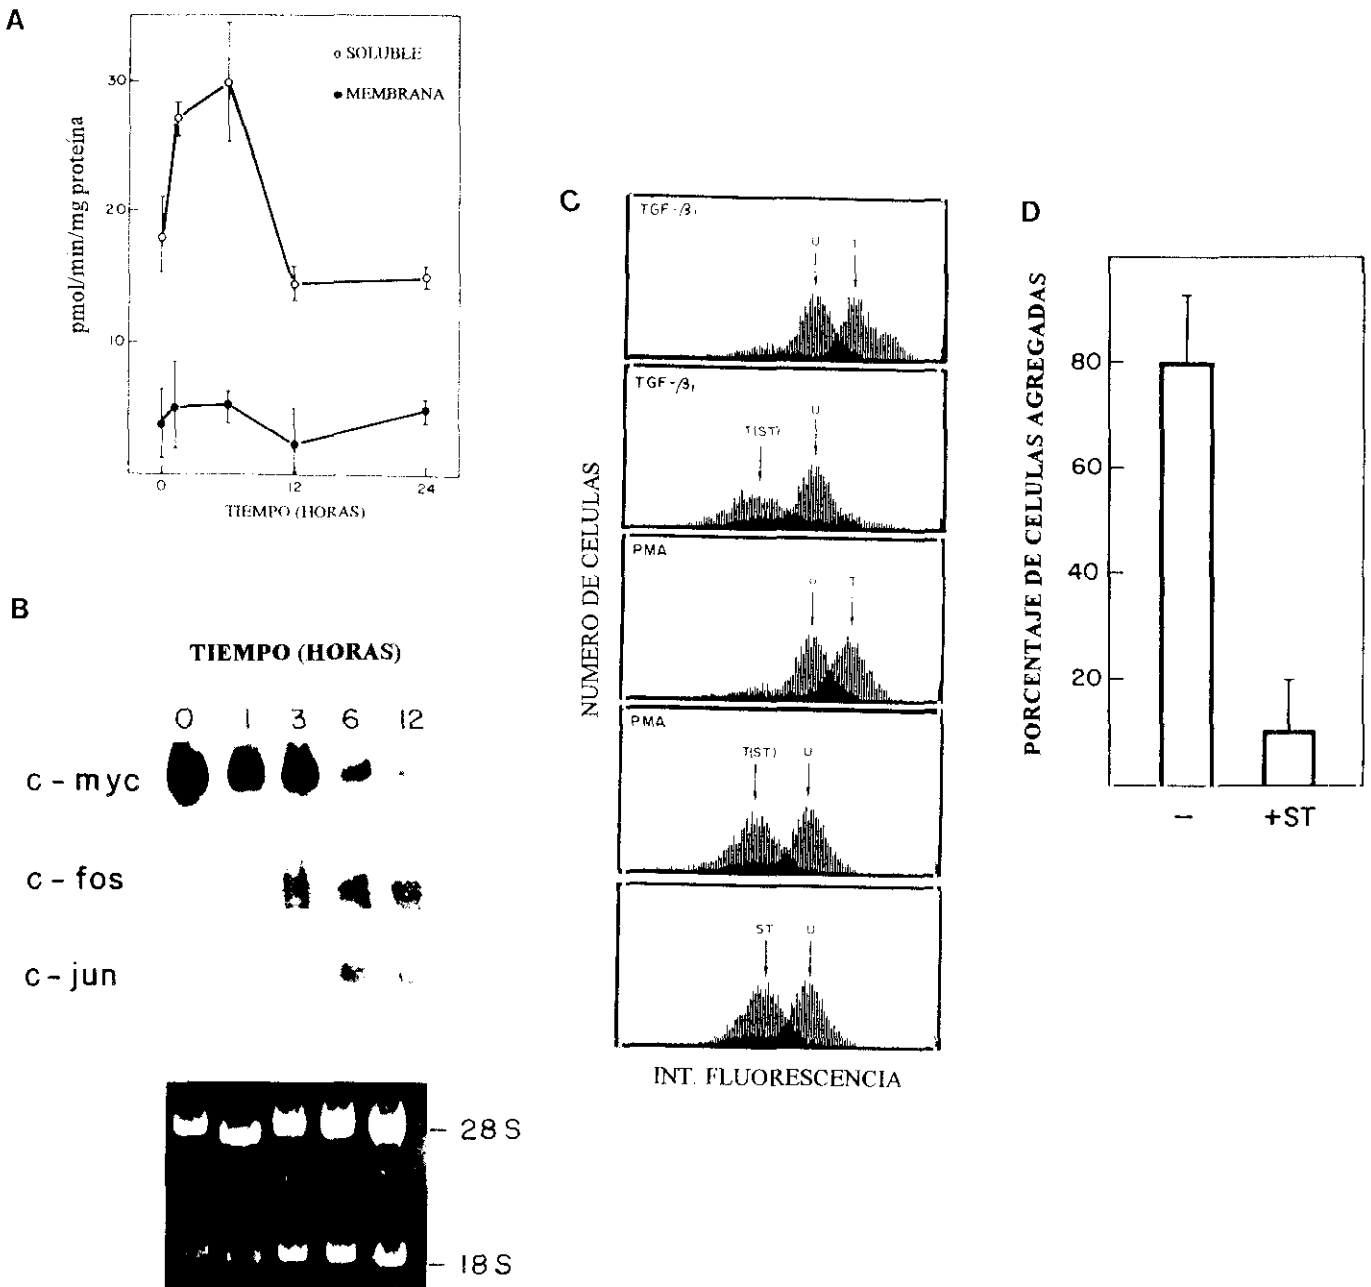 A
SOLUBLE
MEMBRANA
30
20
10
pmol/min/mg proteína
0 12 24
TIEMPO (HORAS)
B
TIEMPO (HORAS)
0 1 3 6 12
c-myc
c-fos
c-jun
28S
18S
C
TGF-β₁
U T
TGF-β₁
T(ST) U
PMA
U T
PMA
T(ST) U
ST U
NUMERO DE CELULAS
INT. FLUORESCENCIA
D
PORCENTAJE DE CELULAS AGREGADAS
80
60
40
20
– +ST